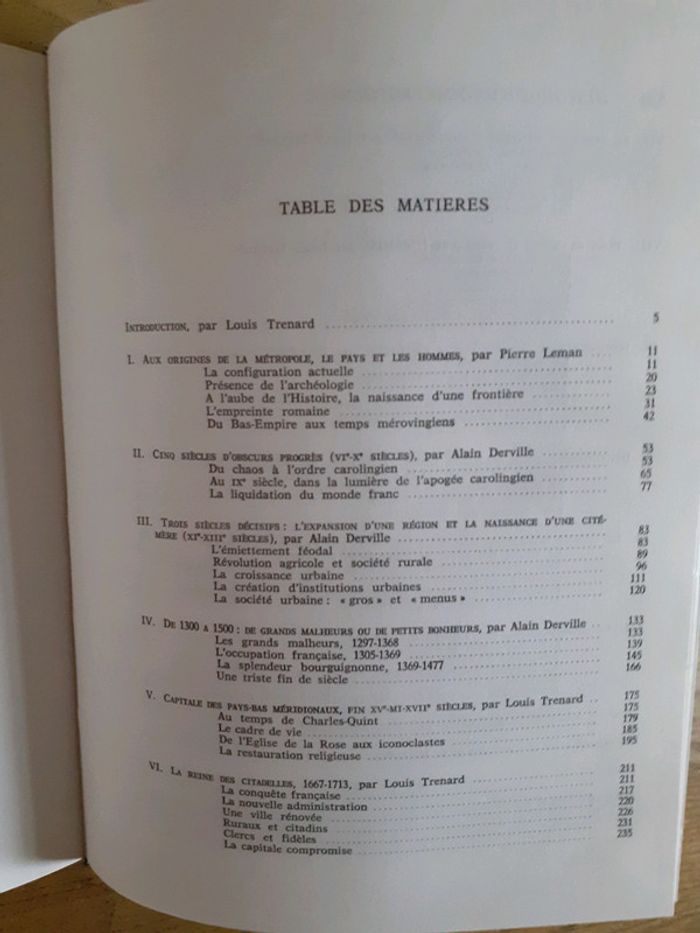 TABLE DES MATIERES
INTRODUCTION, par Louis Trenard ........ 5
I. AUX ORIGINES DE LA MÉTROPOLE, LE PAYS ET LES HOMMES, par Pierre Leman .... 11
La configuration actuelle ........ 11
Présence de l'archéologie ........ 20
A l'aube de l'Histoire, la naissance d'une frontière ........ 23
L'empreinte romaine ........ 31
Du Bas-Empire aux temps mérovingiens ........ 42
II. CINQ SIÈCLES D'OBSCURS PROGRÈS (VIe-Xe SIÈCLES), par Alain Derville ........ 53
Du chaos à l'ordre carolingien ........ 53
Au IXe siècle, dans la lumière de l'apogée carolingien ........ 65
La liquidation du monde franc ........ 77
III. TROIS SIÈCLES DÉCISIFS : L'EXPANSION D'UNE RÉGION ET LA NAISSANCE D'UNE CITÉ-
MÈRE (XIe-XIIIe SIÈCLES), par Alain Derville ........ 83
L'émiettement féodal ........ 83
Révolution agricole et société rurale ........ 89
La croissance urbaine ........ 96
La création d'institutions urbaines ........ 111
La société urbaine : « gros » et « menus » ........ 120
IV. DE 1300 A 1500 : DE GRANDS MALHEURS OU DE PETITS BONHEURS, par Alain Derville .. 133
Les grands malheurs, 1297-1368 ........ 133
L'occupation française, 1305-1369 ........ 139
La splendeur bourguignonne, 1369-1477 ........ 145
Une triste fin de siècle ........ 166
V. CAPITALE DES PAYS-BAS MÉRIDIONAUX, FIN XVe-MI-XVIIe SIÈCLES, par Louis Trenard .. 175
Au temps de Charles-Quint ........ 175
Le cadre de vie ........ 179
De l'Eglise de la Rose aux iconoclastes ........ 185
La restauration religieuse ........ 195
VI. LA REINE DES CITADELLES, 1667-1713, par Louis Trenard ........ 211
La conquête française ........ 211
La nouvelle administration ........ 217
Une ville rénovée ........ 220
Ruraux et citadins ........ 226
Clercs et fidèles ........ 231
La capitale compromise ........ 235